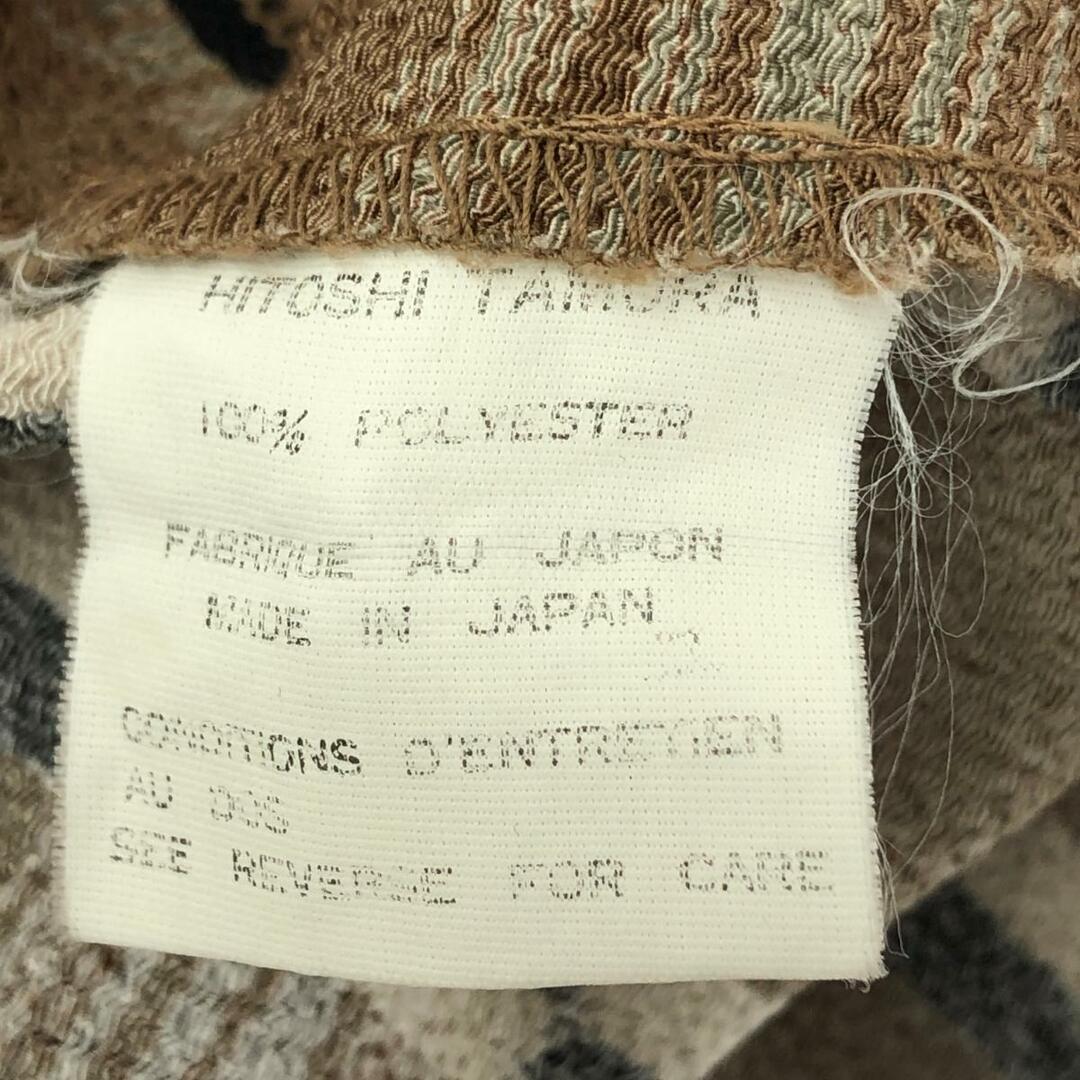 HITOSHI TAMURA
100% POLYESTER
FABRIQUE AU JAPON
MADE IN JAPAN
CONDITIONS D'ENTRETIEN
AU DOS
SEE REVERSE FOR CARE